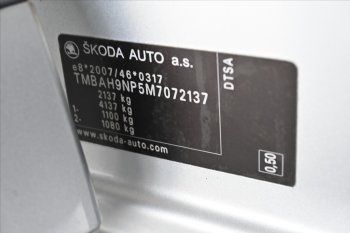 ŠKODA AUTO a.s.
e8*2007/46*0317
TMBAH9NP5M7072137
2137 kg
4137 kg
1- 1100 kg
2- 1080 kg
www.skoda-auto.com
DTSA
0,50